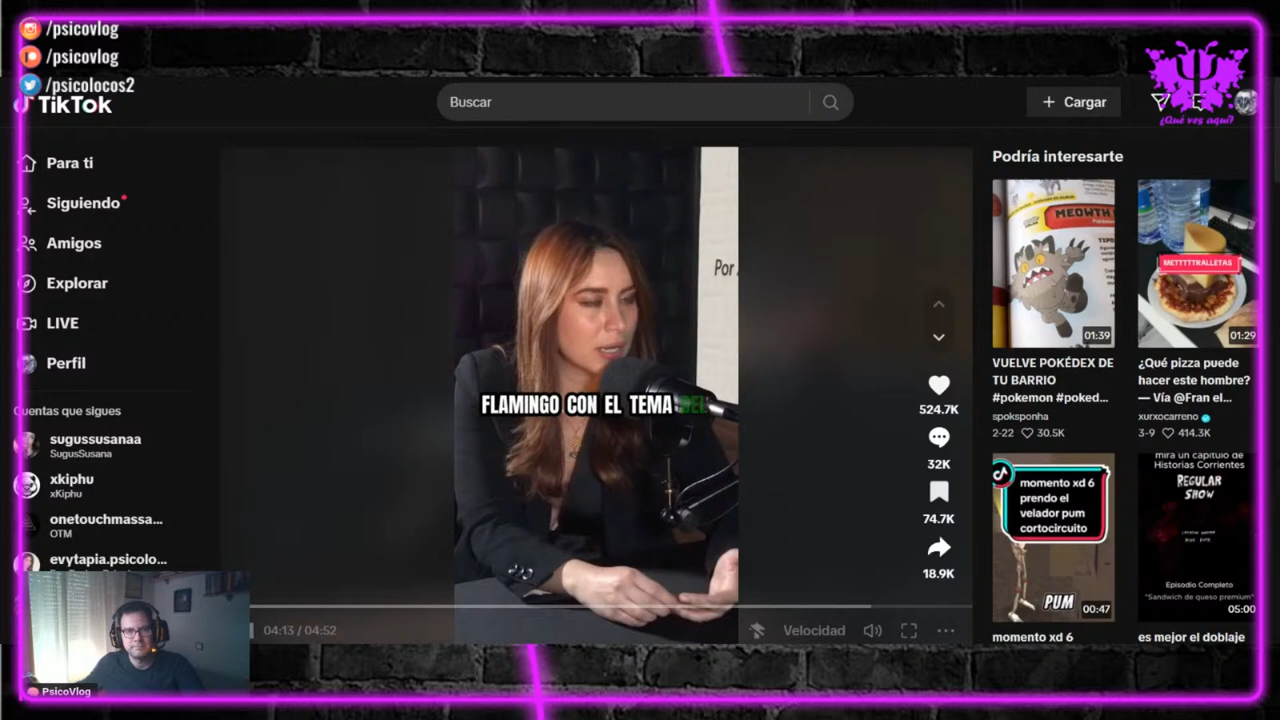 /psicovlog
/psicovlog
/psicolocos2
TikTok
Buscar
Cargar
¿Qué ves aquí?
Para ti
Siguiendo
Amigos
Explorar
LIVE
Perfil
Cuentas que sigues
sugussusanaa
SugusSusana
xkiphu
xKiphu
onetouchmassa...
OTM
evytapia.psicolo...
Por
FLAMINGO CON EL TEMA DEL
524.7K
32K
74.7K
18.9K
04:13 / 04:52
Velocidad
Podría interesarte
MEOWTH
01:39
VUELVE POKÉDEX DE
TU BARRIO
#pokemon #poked...
spoksponha
2-22 30.5K
METTTTTRALLETAS
01:29
¿Qué pizza puede
hacer este hombre?
— Vía @Fran el...
xurxocarreno
3-9 414.3K
momento xd 6
prendo el
velador pum
cortocircuito
PUM
00:47
momento xd 6
mira un capítulo de
Historias Corrientes
REGULAR
SHOW
Episodio Completo
"Sandwich de queso premium"
05:00
es mejor el doblaje
PsicoVlog